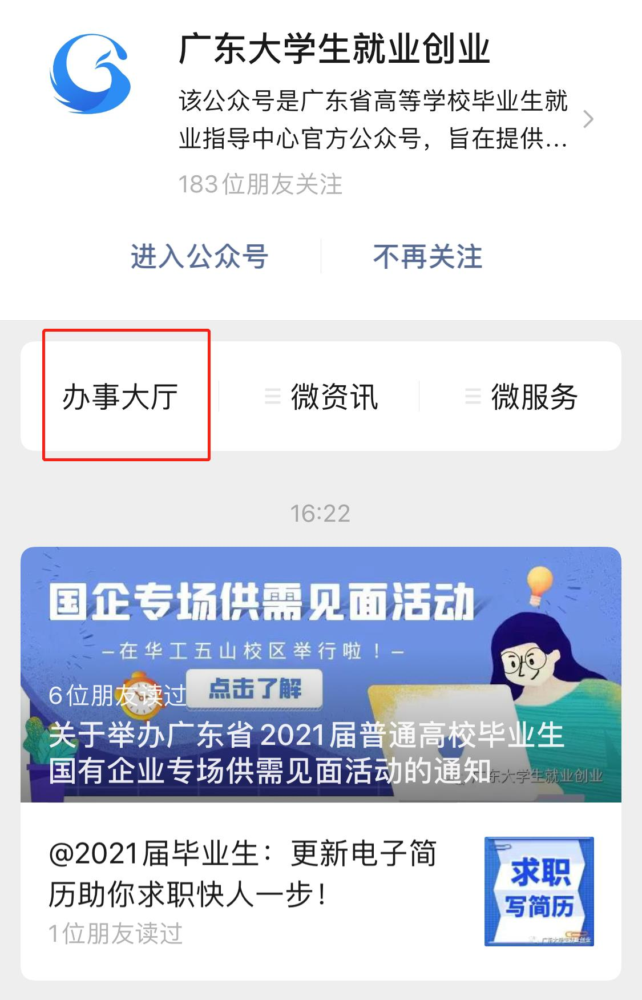 广东大学生就业创业
该公众号是广东省高等学校毕业生就
业指导中心官方公众号，旨在提供...
183位朋友关注
进入公众号
不再关注
办事大厅
微资讯
微服务
16:22
国企专场供需见面活动
–在华工五山校区举行啦！–
点击了解
6位朋友读过
关于举办广东省2021届普通高校毕业生
国有企业专场供需见面活动的通知
广东大学生就业创业
@2021届毕业生：更新电子简
历助你求职快人一步！
1位朋友读过
求职
写简历
广东大学生就业创业